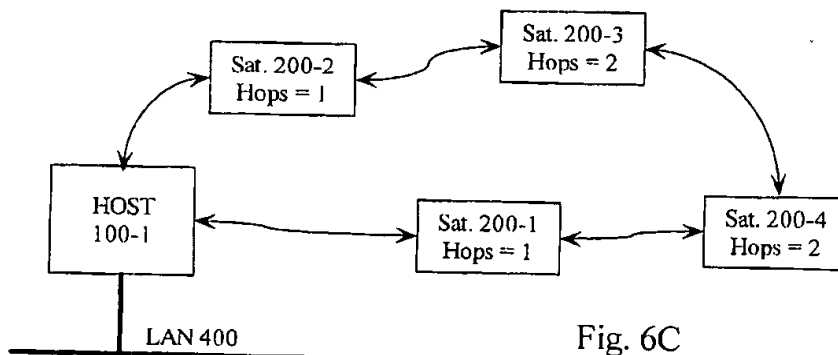 Sat. 200-3
Hops = 2
Sat. 200-2
Hops = 1
HOST
100-1
Sat. 200-1
Hops = 1
Sat. 200-4
Hops = 2
LAN 400
Fig. 6C